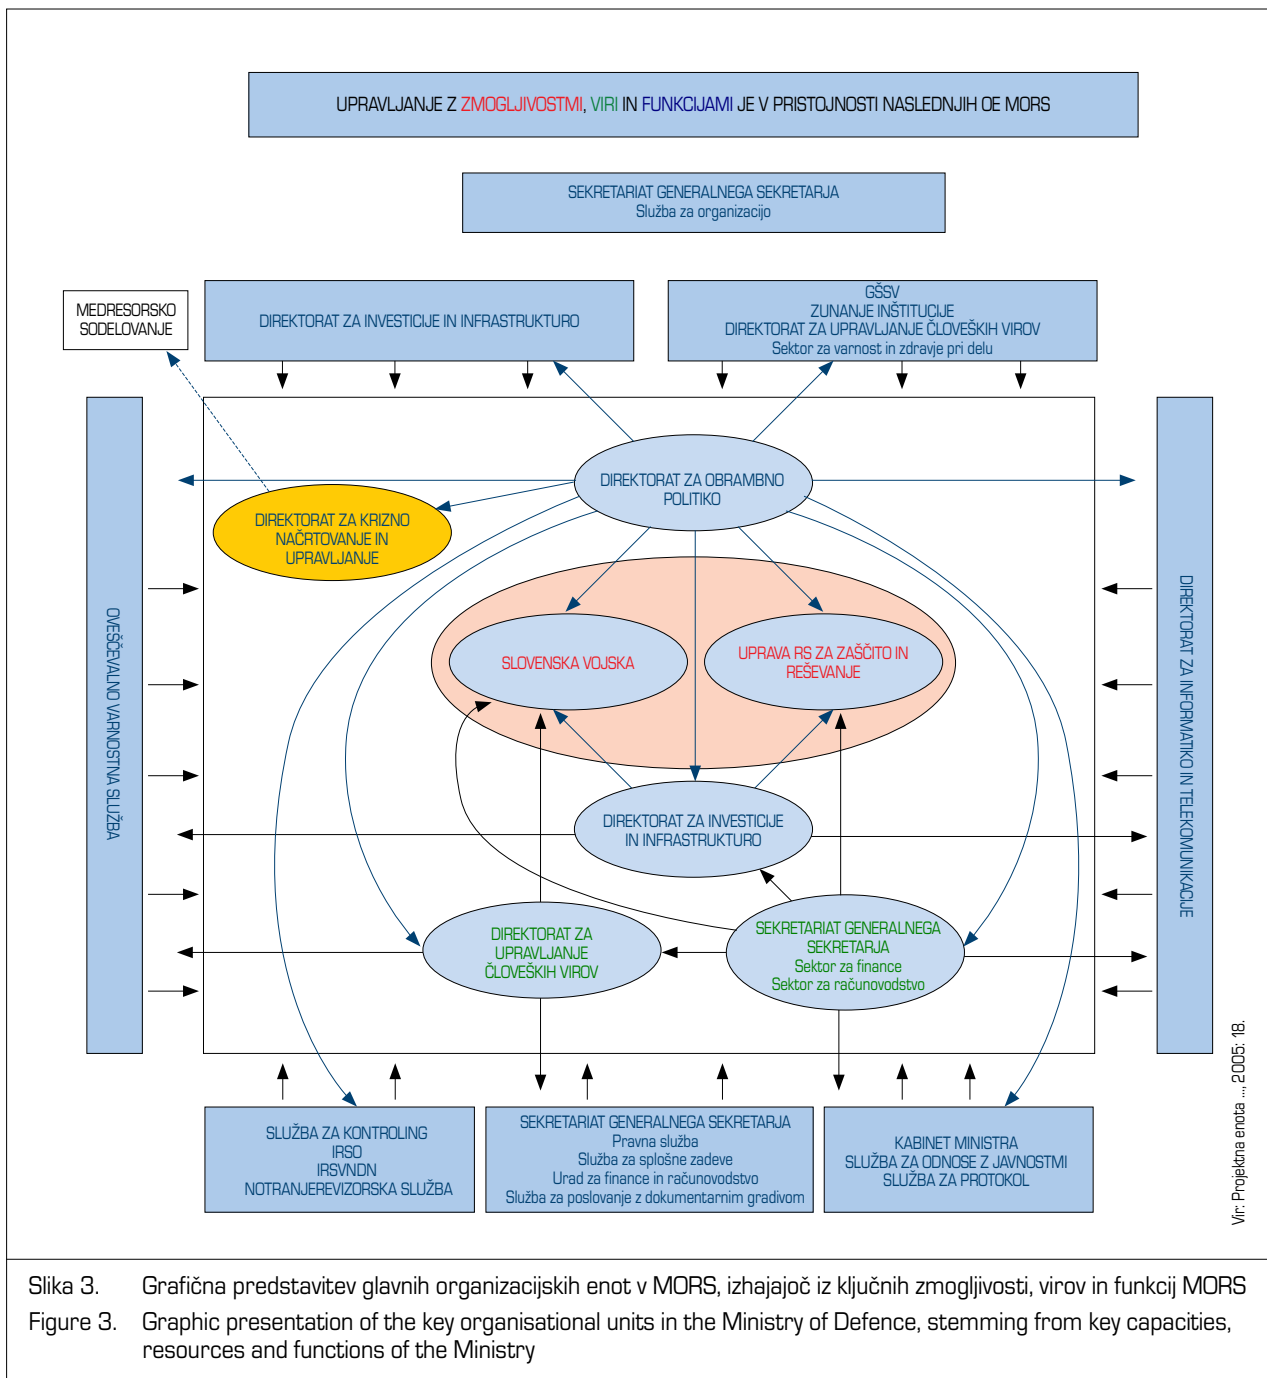 UPRAVLJANJE Z ZMOGLJIVOSTMI, VIRI IN FUNKCIJAMI JE V PRISTOJNOSTI NASLEDNJIH OE MORS
SEKRETARIAT GENERALNEGA SEKRETARJA
Služba za organizacijo
MEDRESORSKO
SODELOVANJE
DIREKTORAT ZA INVESTICIJE IN INFRASTRUKTURO
GŠSV
ZUNANJE INŠTITUCIJE
DIREKTORAT ZA UPRAVLJANJE ČLOVEŠKIH VIROV
Sektor za varnost in zdravje pri delu
DIREKTORAT ZA OBRAMBNO
POLITIKO
DIREKTORAT ZA KRIZNO
NAČRTOVANJE IN
UPRAVLJANJE
OVEŠČEVALNO VARNOSTNA SLUŽBA
DIREKTORAT ZA INFORMATIKO IN TELEKOMUNIKACIJE
SLOVENSKA VOJSKA
UPRAVA RS ZA ZAŠČITO IN
REŠEVANJE
DIREKTORAT ZA INVESTICIJE
IN INFRASTRUKTURO
DIREKTORAT ZA
UPRAVLJANJE
ČLOVEŠKIH VIROV
SEKRETARIAT GENERALNEGA
SEKRETARJA
Sektor za finance
Sektor za računovodstvo
SLUŽBA ZA KONTROLING
IRSO
IRSVNDN
NOTRANJEREVIZORSKA SLUŽBA
SEKRETARIAT GENERALNEGA SEKRETARJA
Pravna služba
Služba za splošne zadeve
Urad za finance in računovodstvo
Služba za poslovanje z dokumentarnim gradivom
KABINET MINISTRA
SLUŽBA ZA ODNOSE Z JAVNOSTMI
SLUŽBA ZA PROTOKOL
Vir: Projektna enota ..., 2005: 18.
Slika 3. Grafična predstavitev glavnih organizacijskih enot v MORS, izhajajoč iz ključnih zmogljivosti, virov in funkcij MORS
Figure 3. Graphic presentation of the key organisational units in the Ministry of Defence, stemming from key capacities,
resources and functions of the Ministry